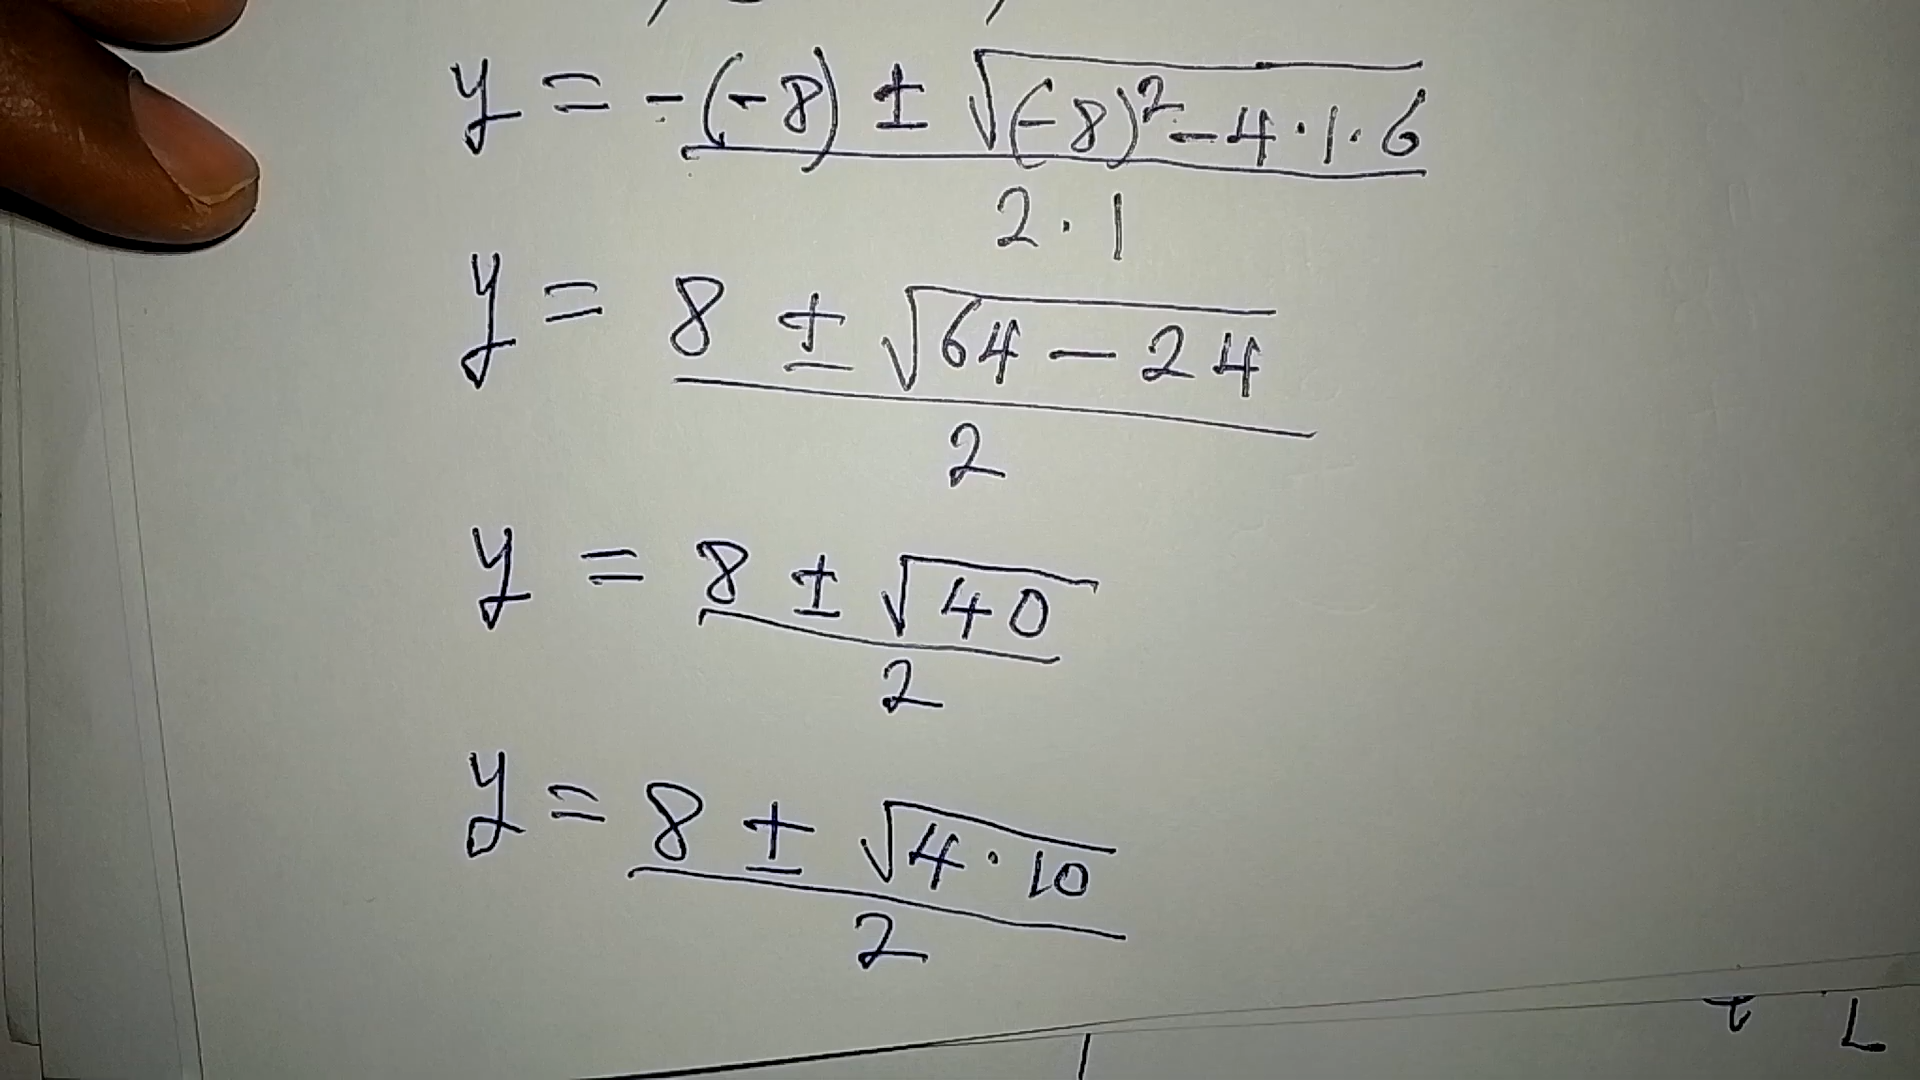 y = -(-8) ± √((-8)² - 4·1·6) / 2·1
y = 8 ± √(64 - 24) / 2
y = 8 ± √40 / 2
y = 8 ± √(4·10) / 2